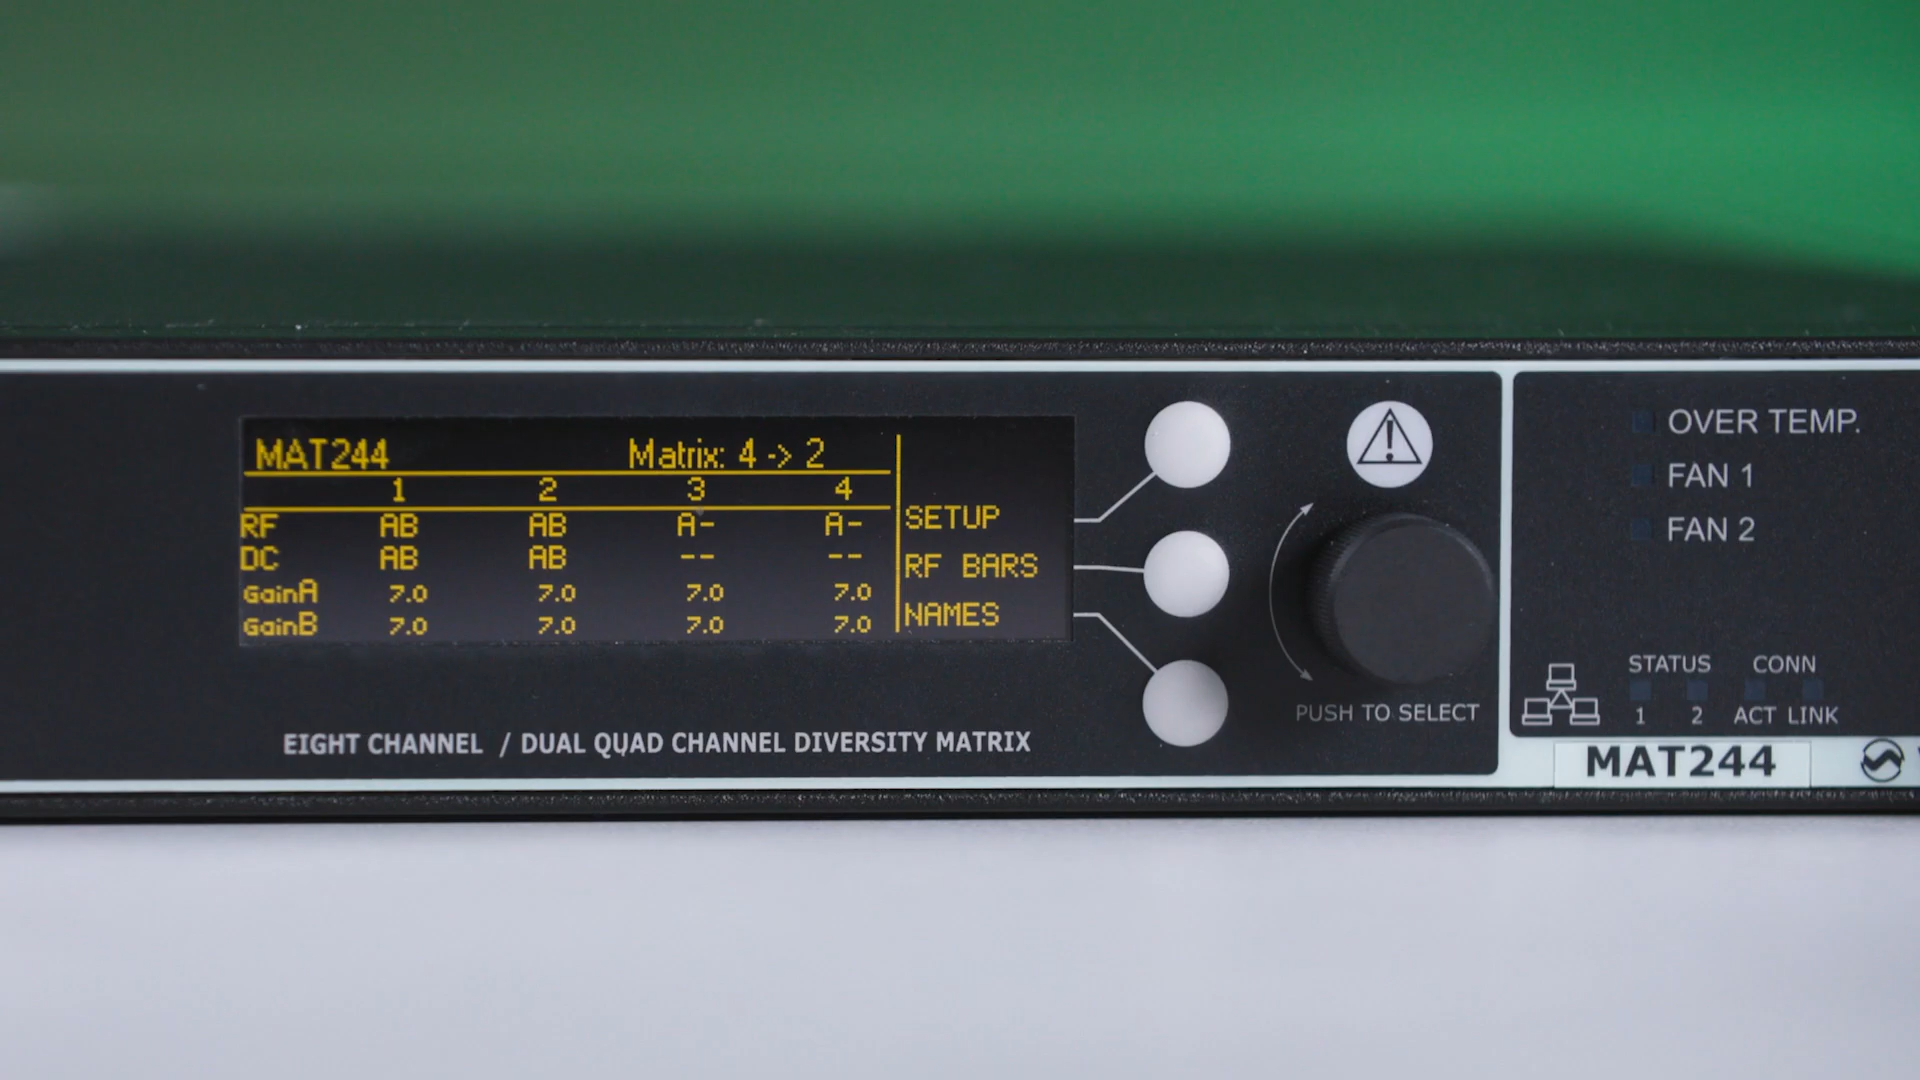 MAT244 Matrix: 4 -> 2
1 2 3 4
RF AB AB A- A-
DC AB AB -- --
GainA 7.0 7.0 7.0 7.0
GainB 7.0 7.0 7.0 7.0
SETUP
RF BARS
NAMES
EIGHT CHANNEL / DUAL QUAD CHANNEL DIVERSITY MATRIX
PUSH TO SELECT
OVER TEMP.
FAN 1
FAN 2
STATUS CONN
1 2 ACT LINK
MAT244